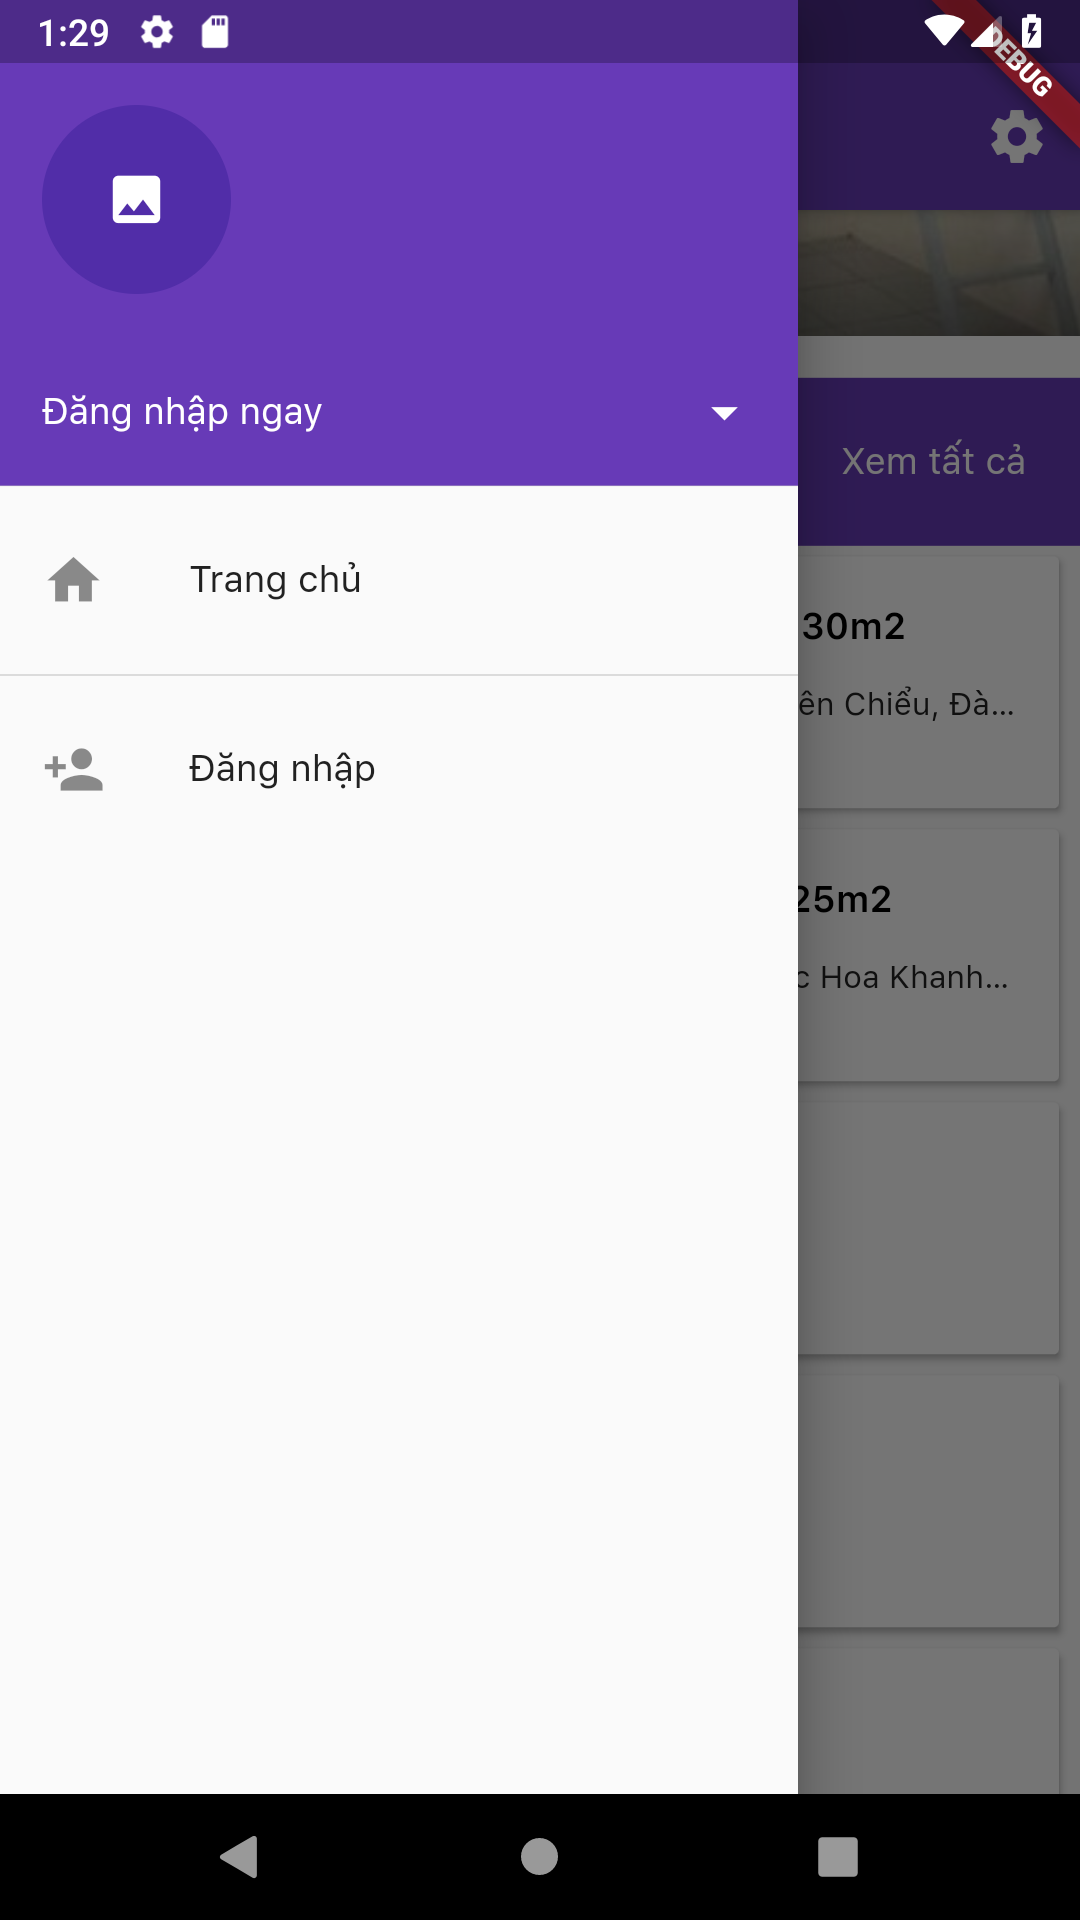 1:29
DEBUG
Đăng nhập ngay
Xem tất cả
Trang chủ
30m2
ên Chiểu, Đà...
Đăng nhập
25m2
c Hoa Khanh...